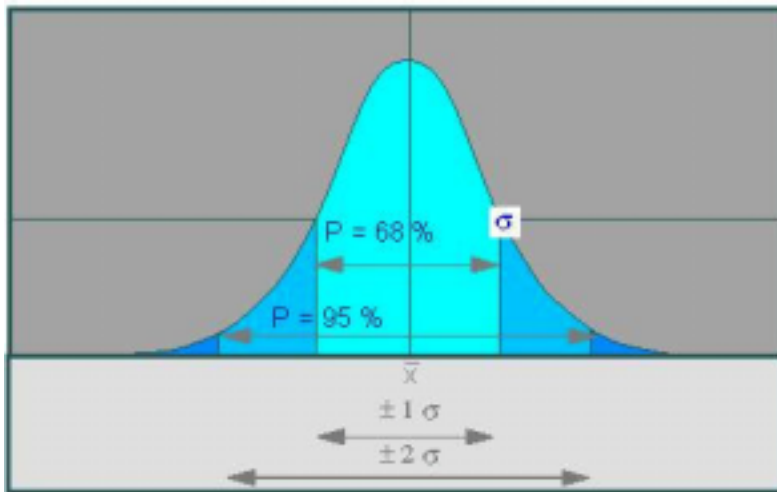 σ
P = 68 %
P = 95 %
x̄
± 1 σ
± 2 σ